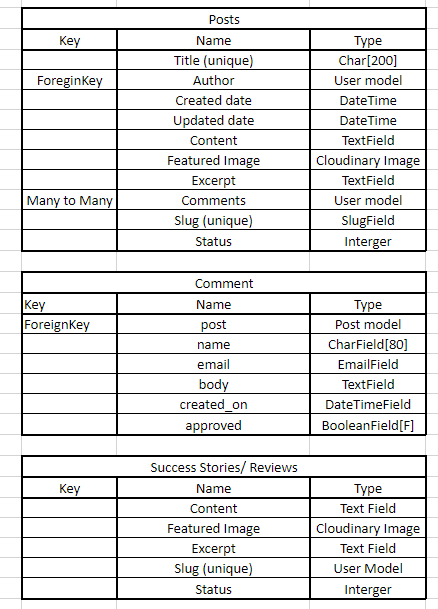 Posts
Key Name Type
Title (unique) Char[200]
ForeginKey Author User model
Created date DateTime
Updated date DateTime
Content TextField
Featured Image Cloudinary Image
Excerpt TextField
Many to Many Comments User model
Slug (unique) SlugField
Status Interger
Comment
Key Name Type
ForeignKey post Post model
name CharField[80]
email EmailField
body TextField
created_on DateTimeField
approved BooleanField[F]
Success Stories/ Reviews
Key Name Type
Content Text Field
Featured Image Cloudinary Image
Excerpt Text Field
Slug (unique) User Model
Status Interger